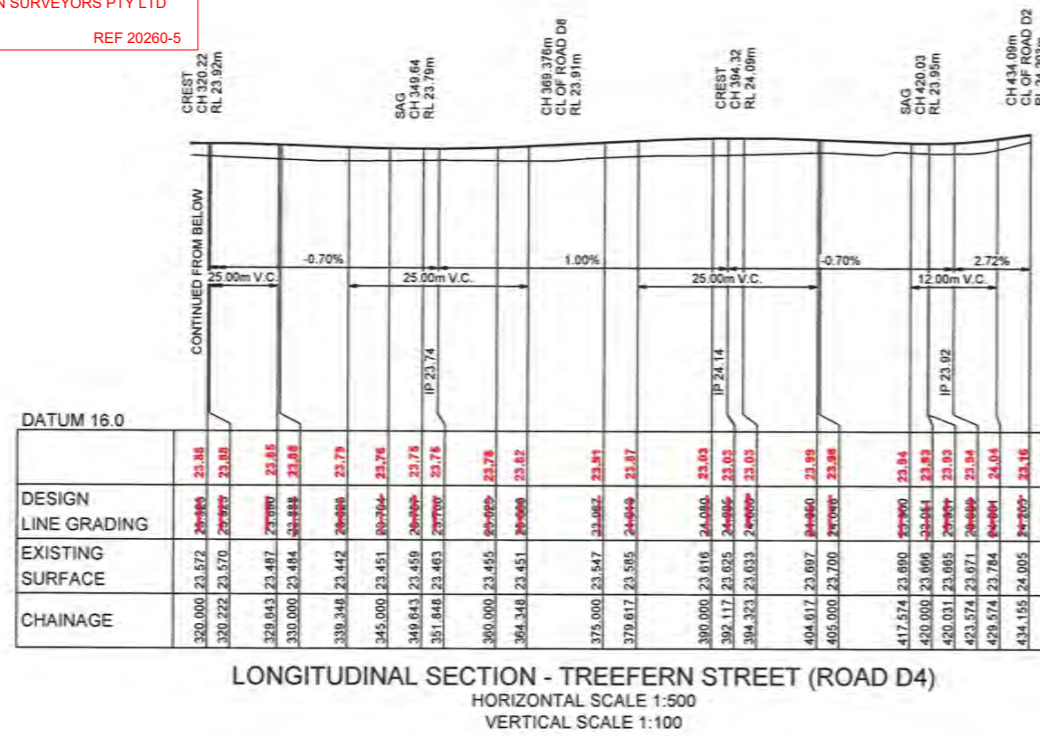 N SURVEYORS PTY LTD
REF 20260-5
CREST
CH 320.22
RL 23.92m
SAG
CH 349.64
RL 23.79m
CH 369.376m
CL OF ROAD D8
RL 23.91m
CREST
CH 394.32
RL 24.09m
SAG
CH 420.03
RL 23.95m
CH 434.09m
CL OF ROAD D2
CONTINUED FROM BELOW
-0.70% 1.00% -0.70% 2.72%
25.00m V.C. 25.00m V.C. 25.00m V.C. 12.00m V.C.
IP 23.74
IP 24.14
IP 23.92
DATUM 16.0
23.88 23.88 23.85 23.88 23.79 23.76 23.75 23.75 23.78 23.82 23.91 23.87 23.93 23.03 23.03 23.99 23.98 23.94 23.93 23.93 23.94 24.04 23.16
DESIGN
LINE GRADING
EXISTING
SURFACE
23.572 23.570 23.487 23.484 23.442 23.451 23.459 23.463 23.455 23.451 23.547 23.585 23.616 23.625 23.633 23.697 23.700 23.690 23.666 23.665 23.671 23.784 24.005
CHAINAGE
320.000 320.222 329.643 330.000 339.348 345.000 349.643 351.848 360.000 364.348 375.000 379.617 390.000 392.117 394.323 404.617 405.000 417.574 420.000 420.031 423.574 429.574 434.155
LONGITUDINAL SECTION - TREEFERN STREET (ROAD D4)
HORIZONTAL SCALE 1:500
VERTICAL SCALE 1:100